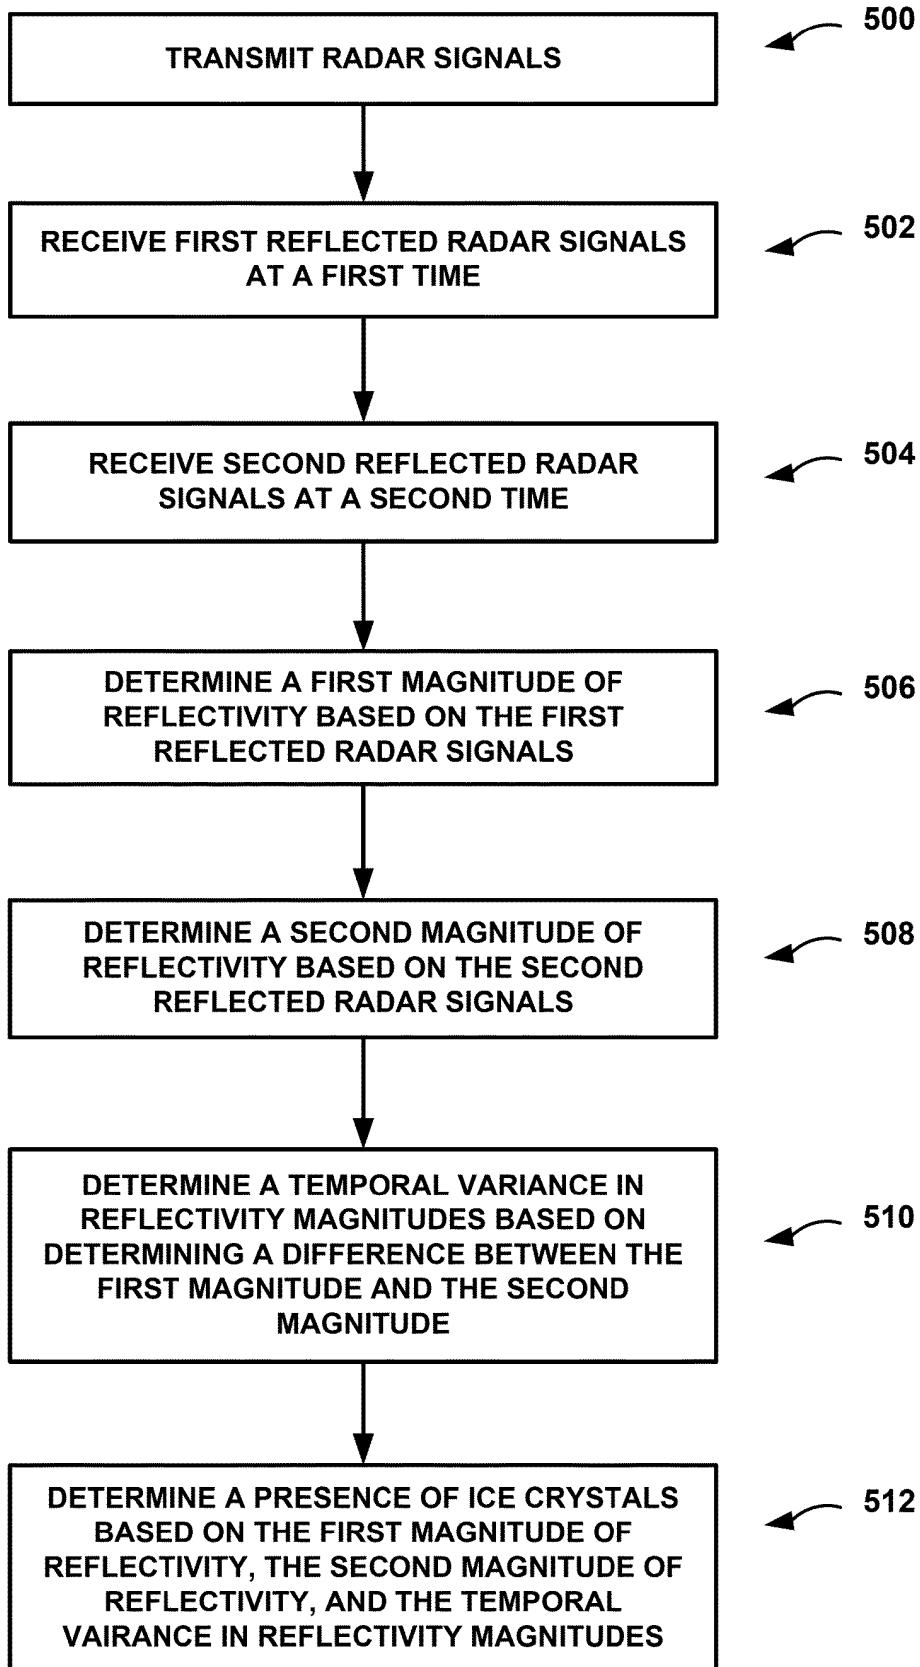 500
TRANSMIT RADAR SIGNALS
502
RECEIVE FIRST REFLECTED RADAR SIGNALS
AT A FIRST TIME
504
RECEIVE SECOND REFLECTED RADAR
SIGNALS AT A SECOND TIME
506
DETERMINE A FIRST MAGNITUDE OF
REFLECTIVITY BASED ON THE FIRST
REFLECTED RADAR SIGNALS
508
DETERMINE A SECOND MAGNITUDE OF
REFLECTIVITY BASED ON THE SECOND
REFLECTED RADAR SIGNALS
510
DETERMINE A TEMPORAL VARIANCE IN
REFLECTIVITY MAGNITUDES BASED ON
DETERMINING A DIFFERENCE BETWEEN THE
FIRST MAGNITUDE AND THE SECOND
MAGNITUDE
512
DETERMINE A PRESENCE OF ICE CRYSTALS
BASED ON THE FIRST MAGNITUDE OF
REFLECTIVITY, THE SECOND MAGNITUDE OF
REFLECTIVITY, AND THE TEMPORAL
VAIRANCE IN REFLECTIVITY MAGNITUDES